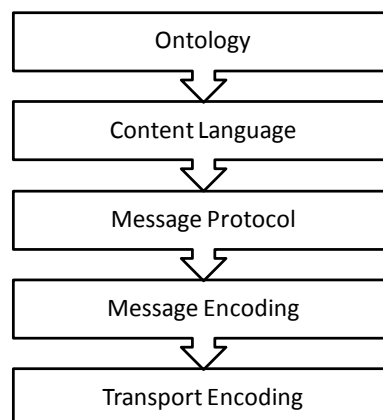 Ontology
Content Language
Message Protocol
Message Encoding
Transport Encoding